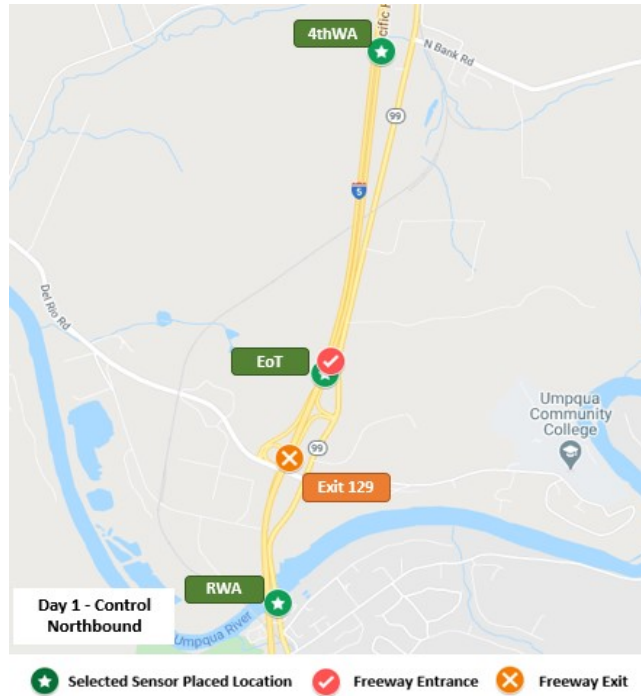 4thWA
cific H
N Bank Rd
99
5
Del Rio Rd
EoT
Umpqua
Community
College
99
Exit 129
RWA
Day 1 - Control
Northbound
Umpqua River
Selected Sensor Placed Location
Freeway Entrance
Freeway Exit